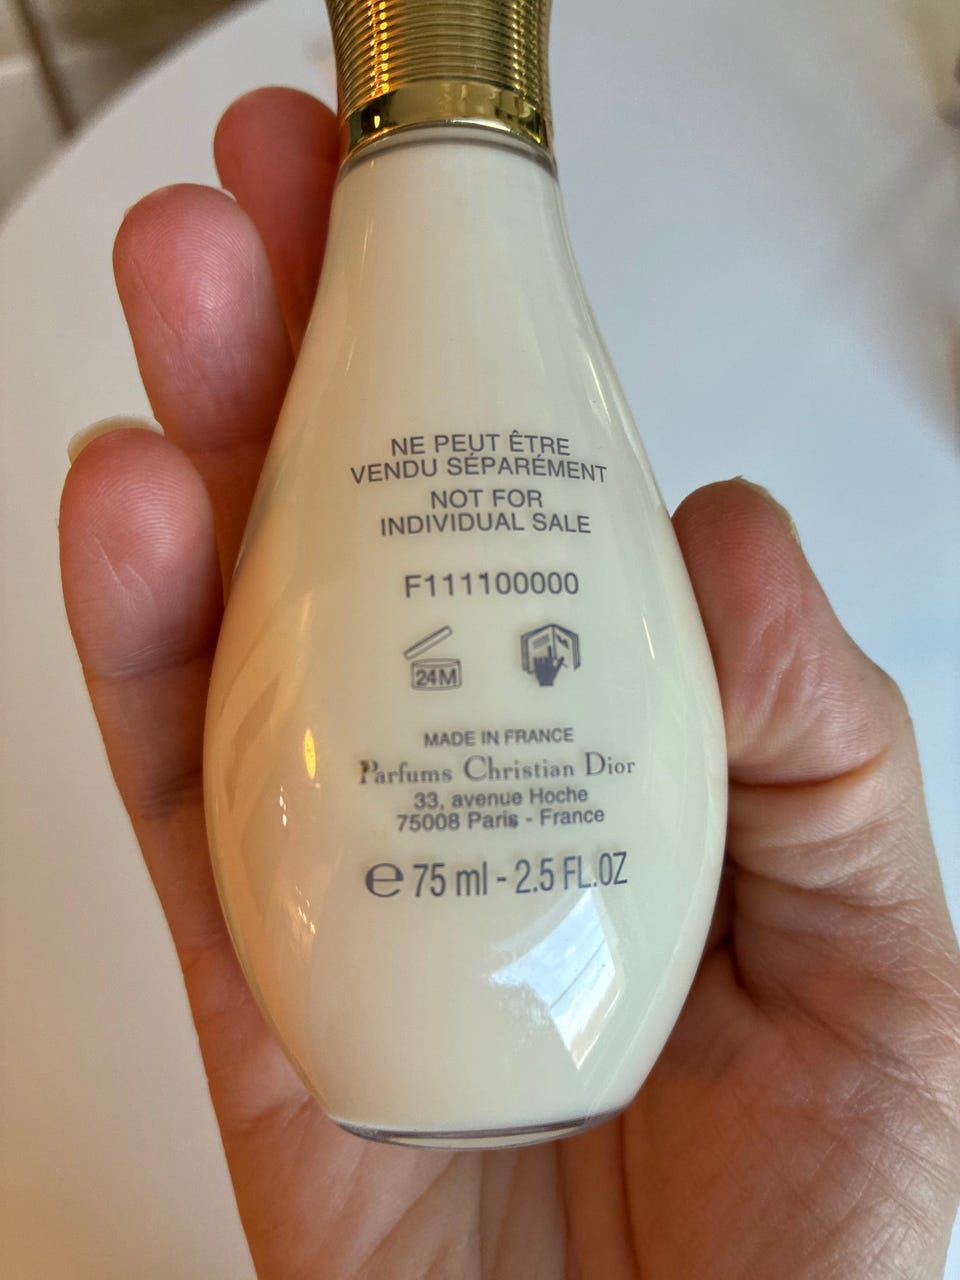 NE PEUT ÊTRE
VENDU SÉPARÉMENT
NOT FOR
INDIVIDUAL SALE
F111100000
24M
MADE IN FRANCE
Parfums Christian Dior
33, avenue Hoche
75008 Paris - France
℮ 75 ml - 2.5 FL.OZ